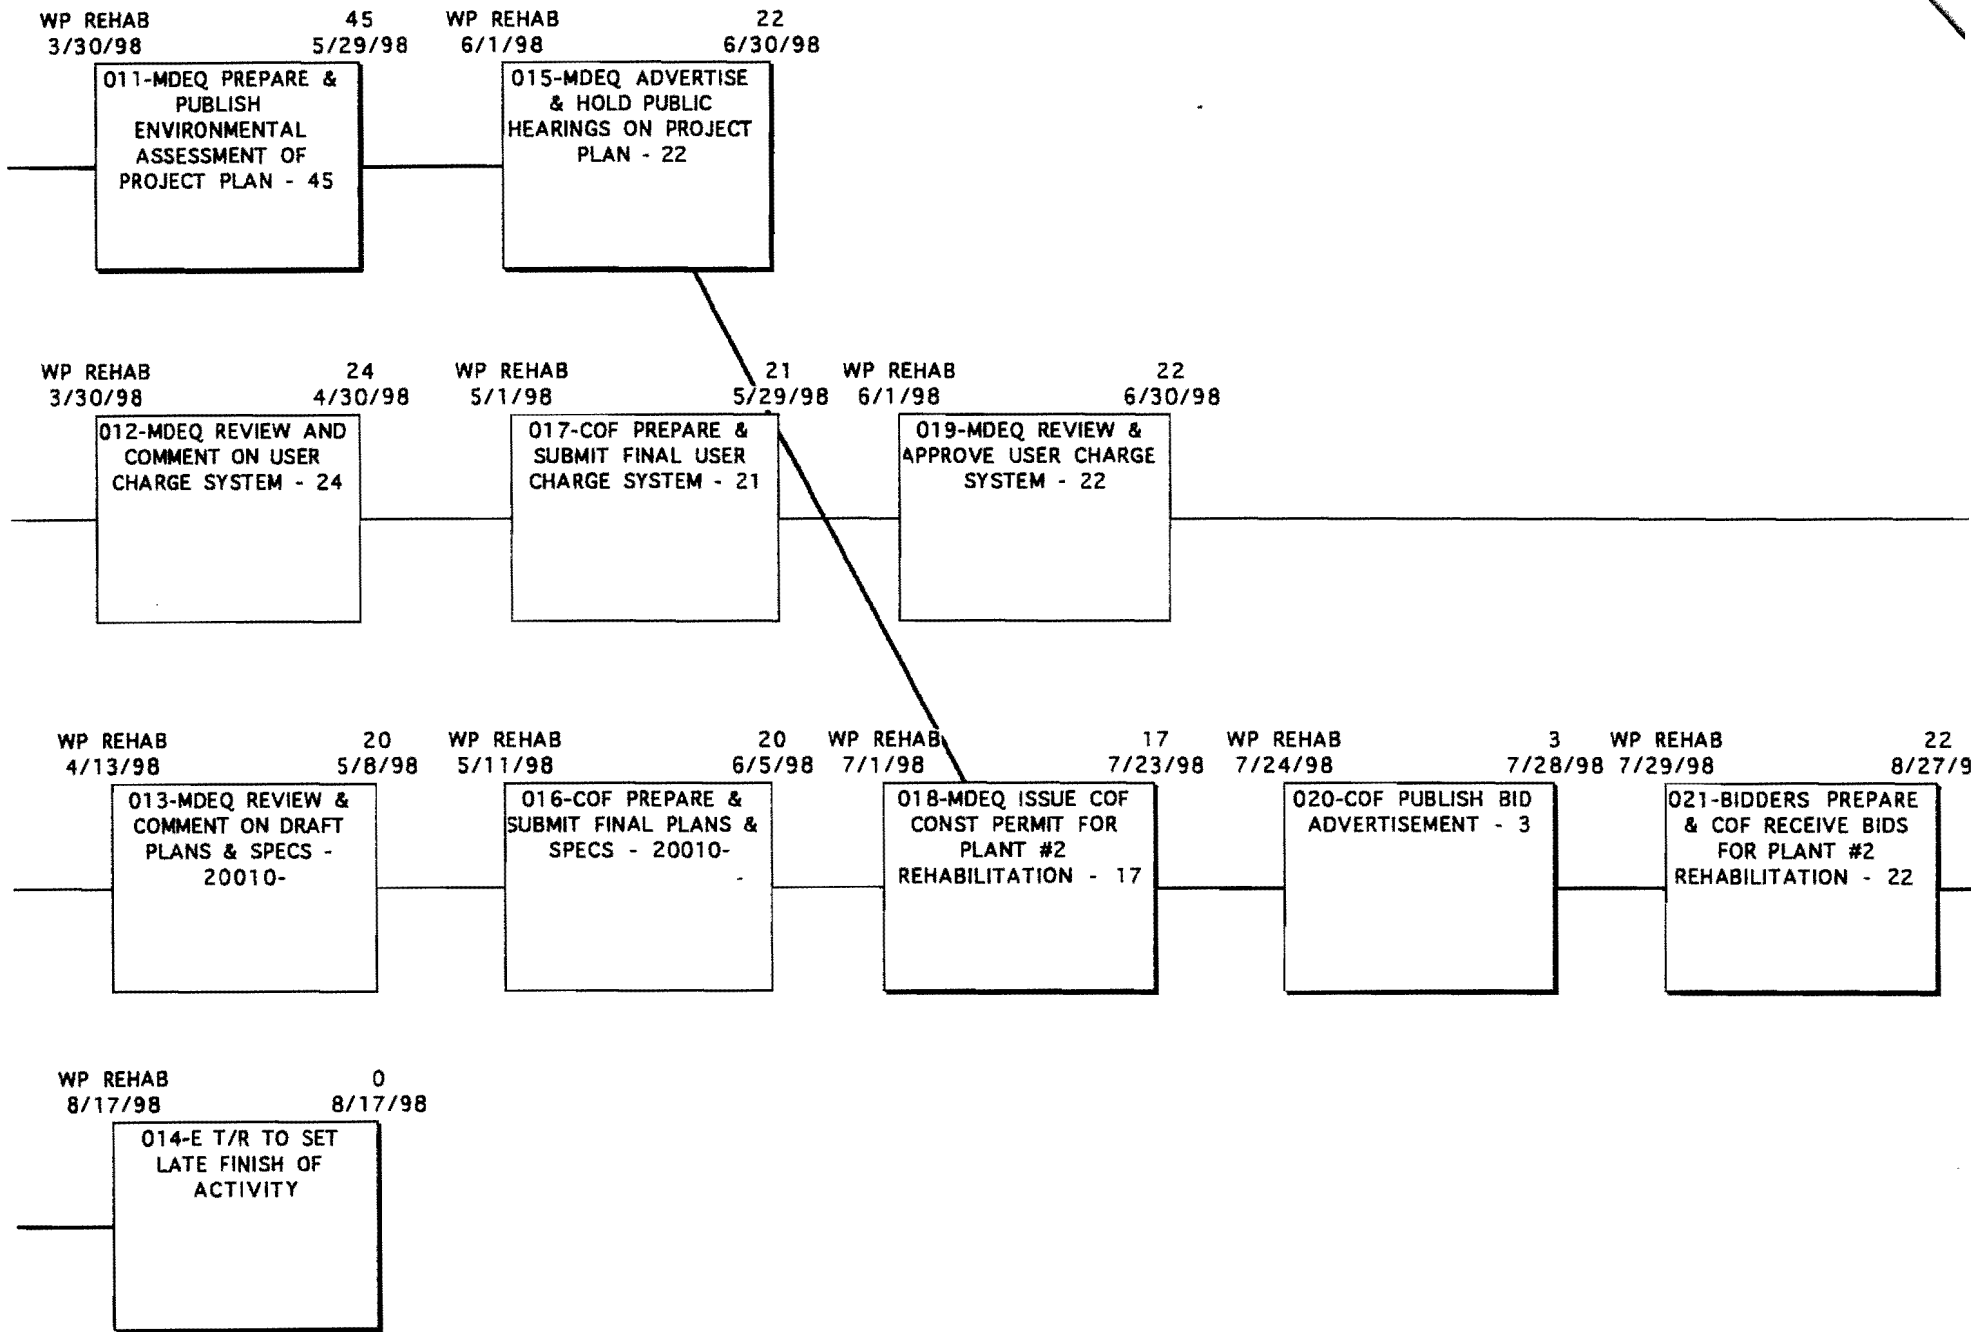 WP REHAB 45 WP REHAB 22
3/30/98 5/29/98 6/1/98 6/30/98
011-MDEQ PREPARE &
PUBLISH
ENVIRONMENTAL
ASSESSMENT OF
PROJECT PLAN - 45
015-MDEQ ADVERTISE
& HOLD PUBLIC
HEARINGS ON PROJECT
PLAN - 22
WP REHAB 24 WP REHAB 21 WP REHAB 22
3/30/98 4/30/98 5/1/98 5/29/98 6/1/98 6/30/98
012-MDEQ REVIEW AND
COMMENT ON USER
CHARGE SYSTEM - 24
017-COF PREPARE &
SUBMIT FINAL USER
CHARGE SYSTEM - 21
019-MDEQ REVIEW &
APPROVE USER CHARGE
SYSTEM - 22
WP REHAB 20 WP REHAB 20 WP REHAB 17 WP REHAB 3 WP REHAB 22
4/13/98 5/8/98 5/11/98 6/5/98 7/1/98 7/23/98 7/24/98 7/28/98 7/29/98 8/27/9
013-MDEQ REVIEW &
COMMENT ON DRAFT
PLANS & SPECS -
20010-
016-COF PREPARE &
SUBMIT FINAL PLANS &
SPECS - 20010-
018-MDEQ ISSUE COF
CONST PERMIT FOR
PLANT #2
REHABILITATION - 17
020-COF PUBLISH BID
ADVERTISEMENT - 3
021-BIDDERS PREPARE
& COF RECEIVE BIDS
FOR PLANT #2
REHABILITATION - 22
WP REHAB 0
8/17/98 8/17/98
014-E T/R TO SET
LATE FINISH OF
ACTIVITY